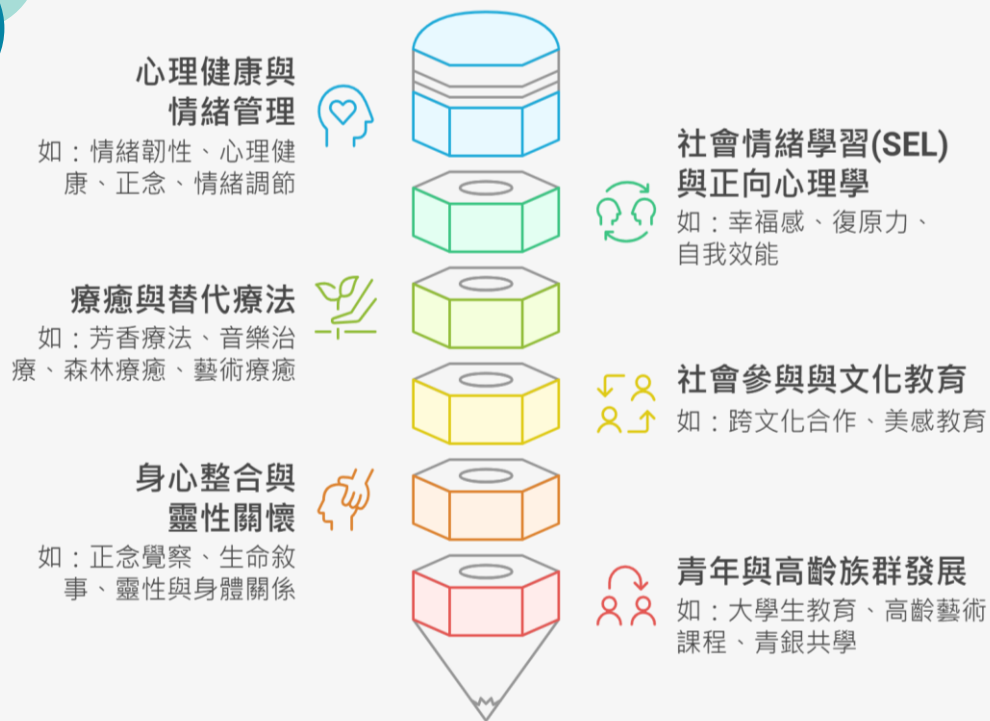 心理健康與
情緒管理
如：情緒韌性、心理健
康、正念、情緒調節
社會情緒學習(SEL)
與正向心理學
如：幸福感、復原力、
自我效能
療癒與替代療法
如：芳香療法、音樂治
療、森林療癒、藝術療癒
社會參與與文化教育
如：跨文化合作、美感教育
身心整合與
靈性關懷
如：正念覺察、生命敘
事、靈性與身體關係
青年與高齡族群發展
如：大學生教育、高齡藝術
課程、青銀共學